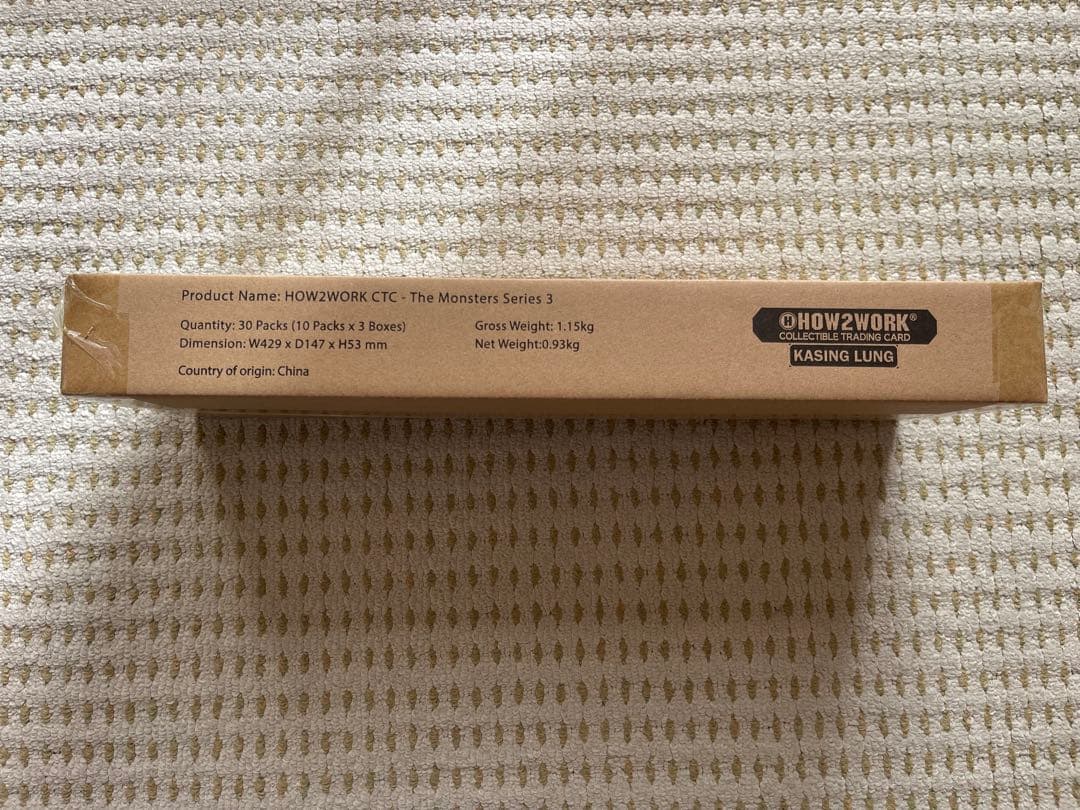 Product Name: HOW2WORK CTC - The Monsters Series 3
Quantity: 30 Packs (10 Packs x 3 Boxes)
Gross Weight: 1.15kg
Dimension: W429 x D147 x H53 mm
Net Weight:0.93kg
Country of origin: China
HOW2WORK®
COLLECTIBLE TRADING CARD
KASING LUNG